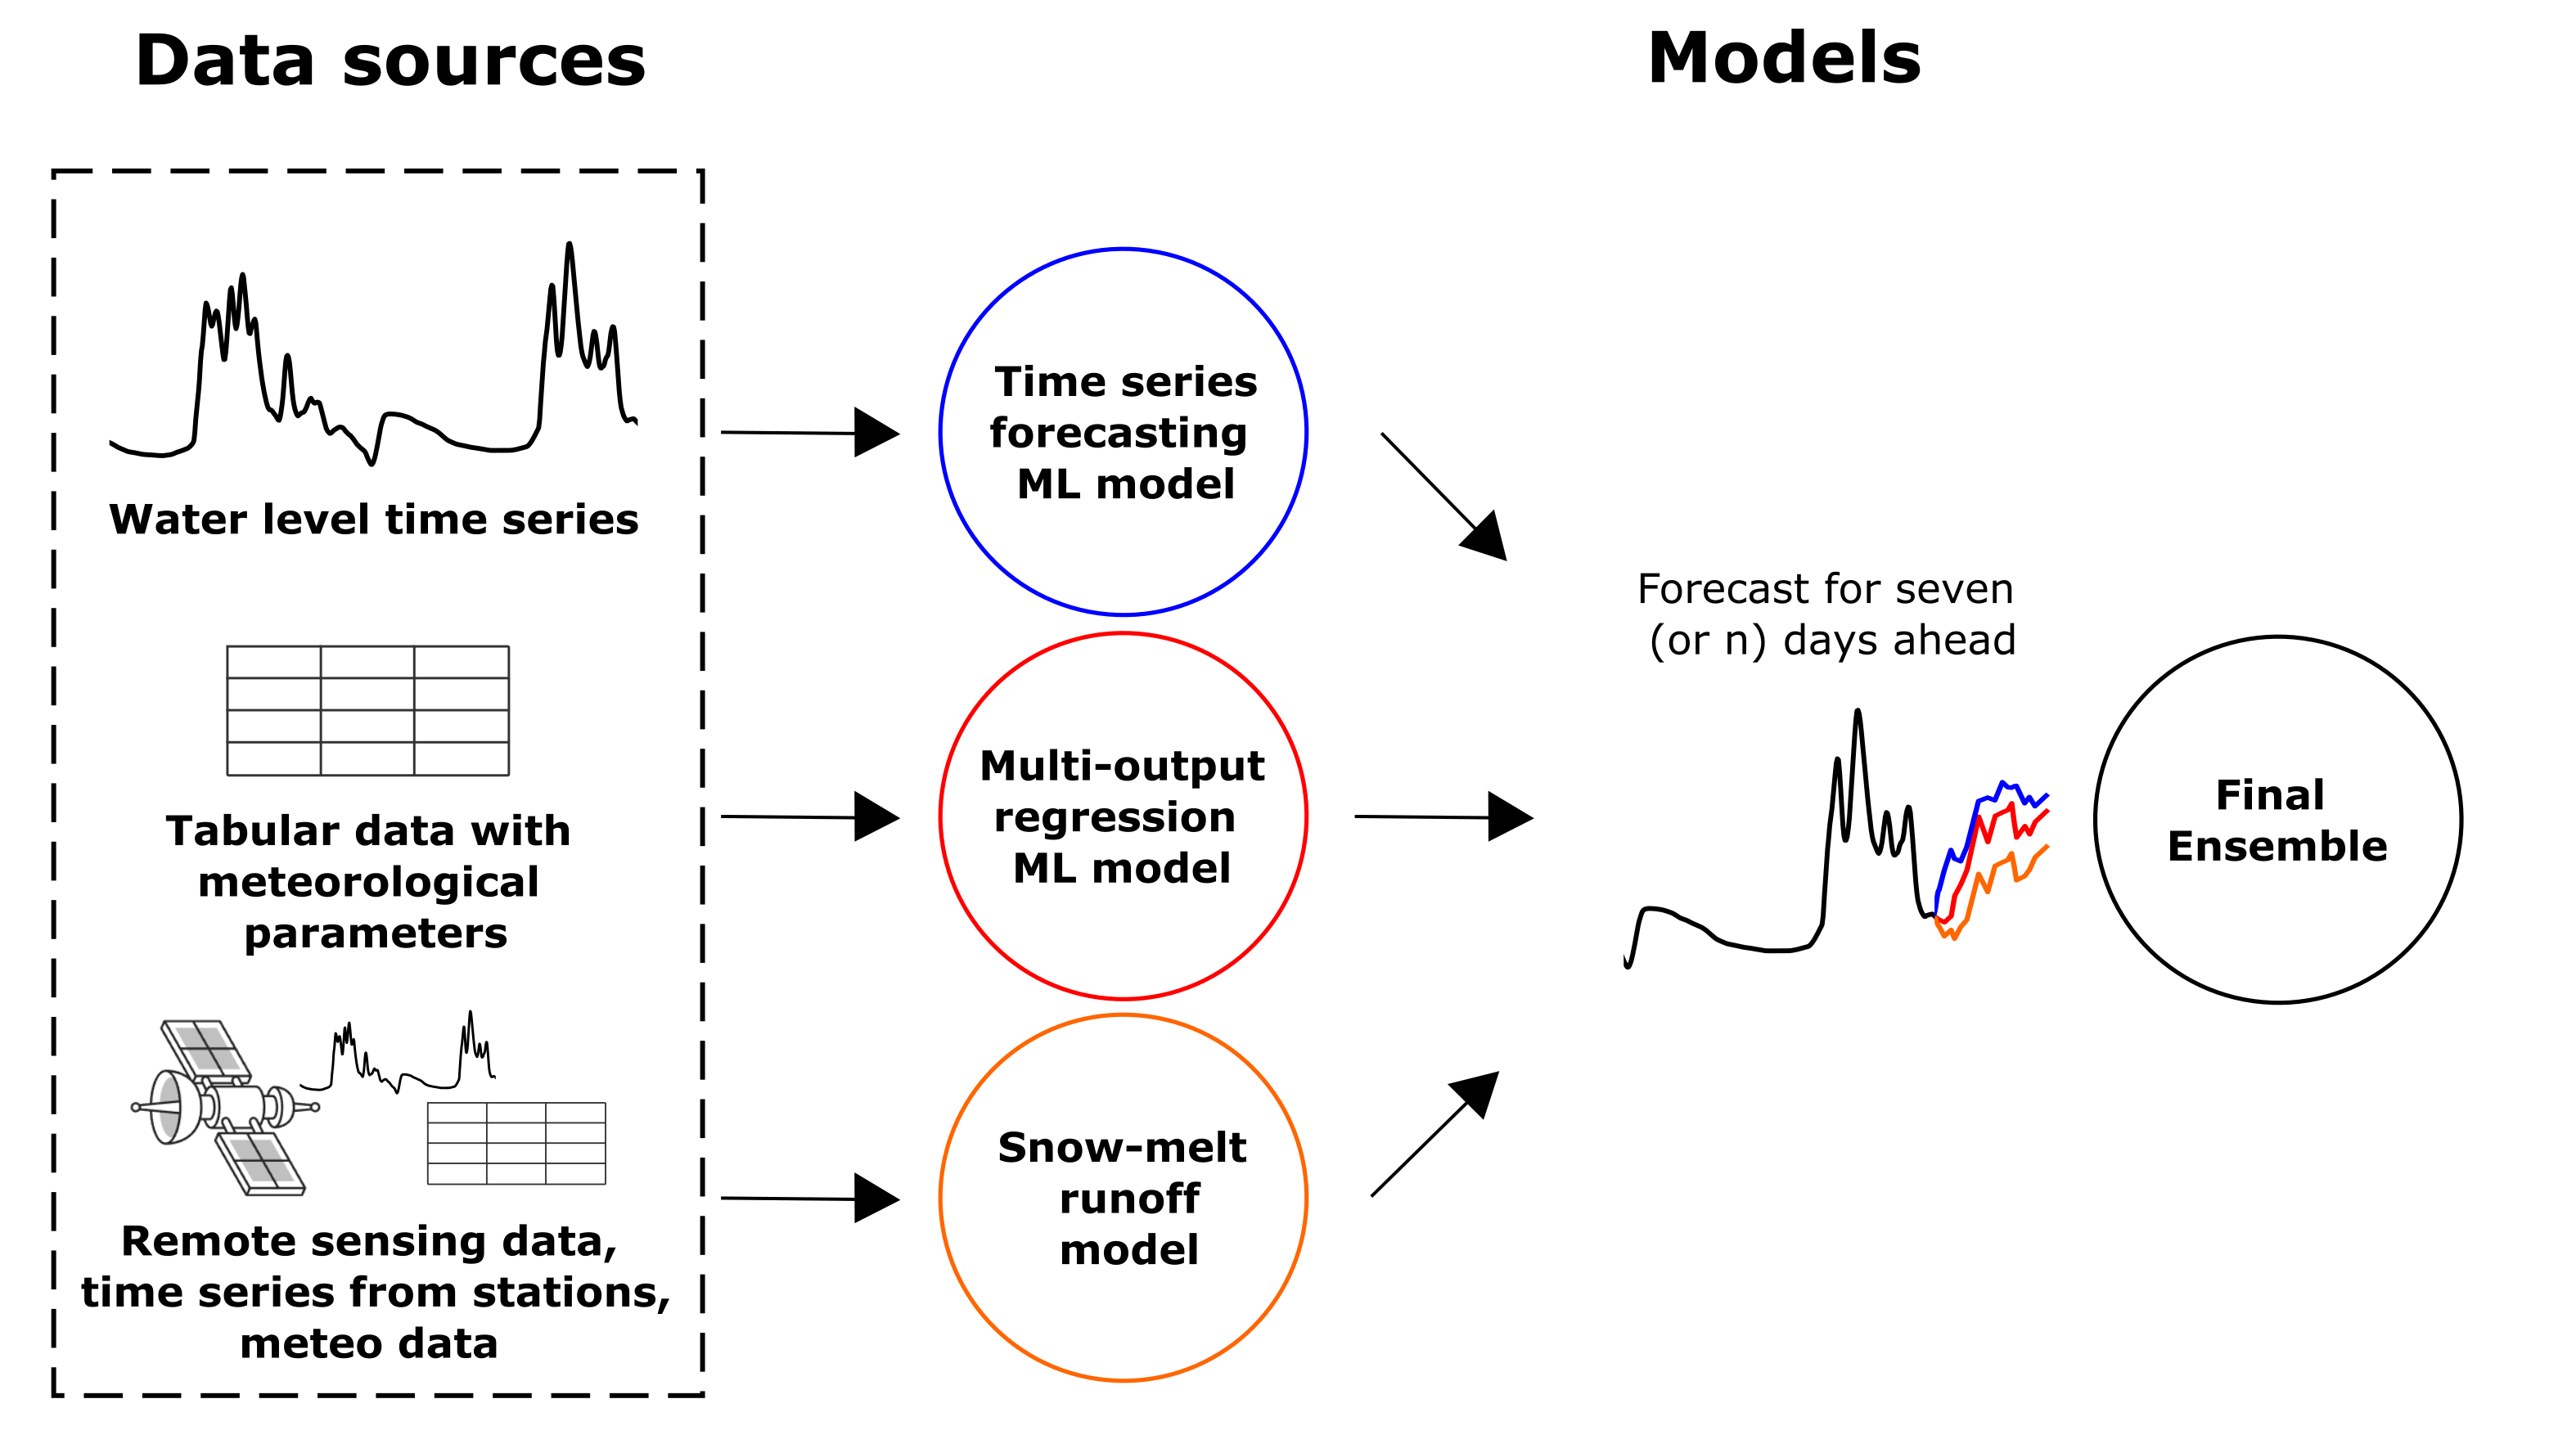 Data sources
Models
Water level time series
Tabular data with
meteorological
parameters
Remote sensing data,
time series from stations,
meteo data
Time series
forecasting
ML model
Multi-output
regression
ML model
Snow-melt
runoff
model
Forecast for seven
(or n) days ahead
Final
Ensemble